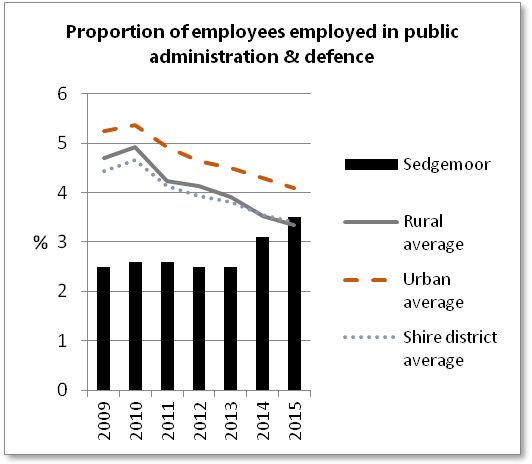 Proportion of employees employed in public
administration & defence
6
5
4
3
2
1
0
%
2009
2010
2011
2012
2013
2014
2015
Sedgemoor
Rural
average
Urban
average
Shire district
average